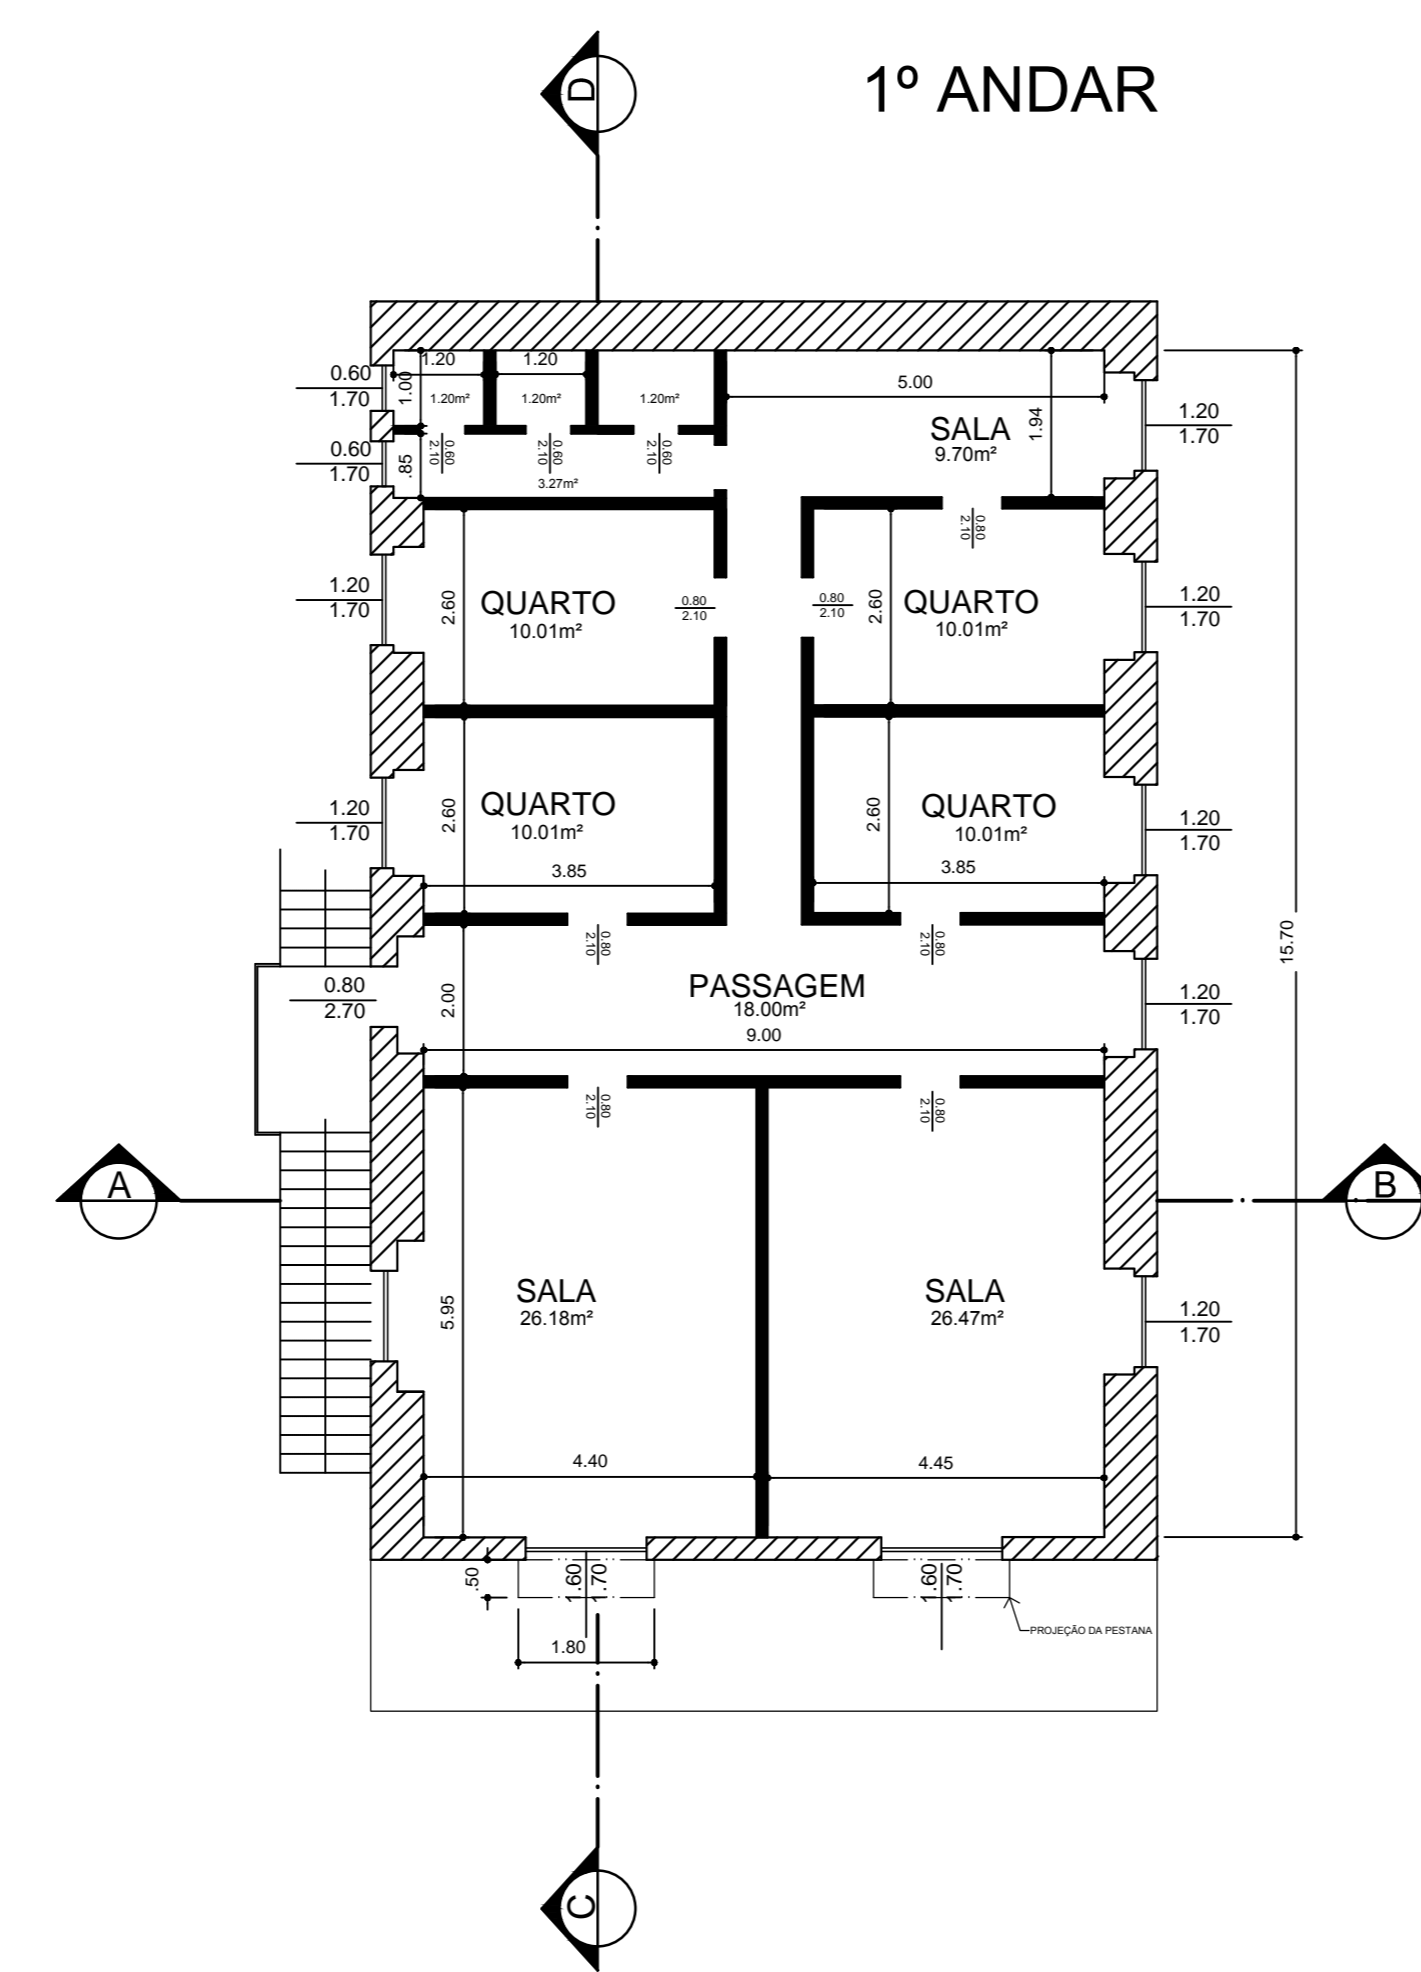 D
1º ANDAR
0.60
1.70
1.00
1.20
1.20
5.00
1.20m²
1.20m²
1.20m²
SALA
9.70m²
1.94
1.20
1.70
0.60
1.70
.85
0.60
2.10
0.60
2.10
0.60
2.10
3.27m²
0.80
2.10
1.20
1.70
2.60
QUARTO
10.01m²
0.80
2.10
0.80
2.10
2.60
QUARTO
10.01m²
1.20
1.70
1.20
1.70
2.60
QUARTO
10.01m²
3.85
2.60
QUARTO
10.01m²
3.85
1.20
1.70
15.70
0.80
2.10
0.80
2.10
0.80
2.70
2.00
PASSAGEM
18.00m²
9.00
1.20
1.70
0.80
2.10
0.80
2.10
A
B
5.95
SALA
26.18m²
SALA
26.47m²
1.20
1.70
4.40
4.45
.50
1.60
1.70
1.60
1.70
1.80
PROJEÇÃO DA PESTANA
C